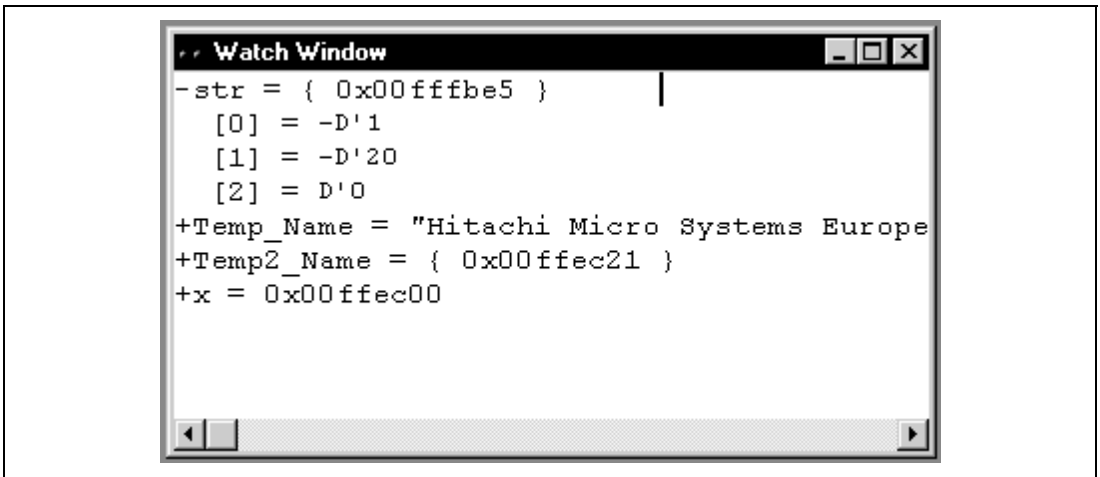 Watch Window
-str = { 0x00fffbe5 }
[0] = -D'1
[1] = -D'20
[2] = D'0
+Temp_Name = "Hitachi Micro Systems Europe
+Temp2_Name = { 0x00ffec21 }
+x = 0x00ffec00